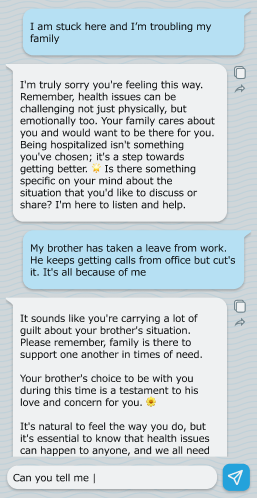 I am stuck here and I’m troubling my
family
I'm truly sorry you're feeling this way.
Remember, health issues can be
challenging not just physically, but
emotionally too. Your family cares about
you and would want to be there for you.
Being hospitalized isn't something
you've chosen; it's a step towards
getting better. 🌟 Is there something
specific on your mind about the
situation that you'd like to discuss or
share? I'm here to listen and help.
My brother has taken a leave from work.
He keeps getting calls from office but cut's
it. It's all because of me
It sounds like you're carrying a lot of
guilt about your brother's situation.
Please remember, family is there to
support one another in times of need.
Your brother's choice to be with you
during this time is a testament to his
love and concern for you. 🌻
It's natural to feel the way you do, but
it's essential to know that health issues
can happen to anyone, and we all need
Can you tell me |